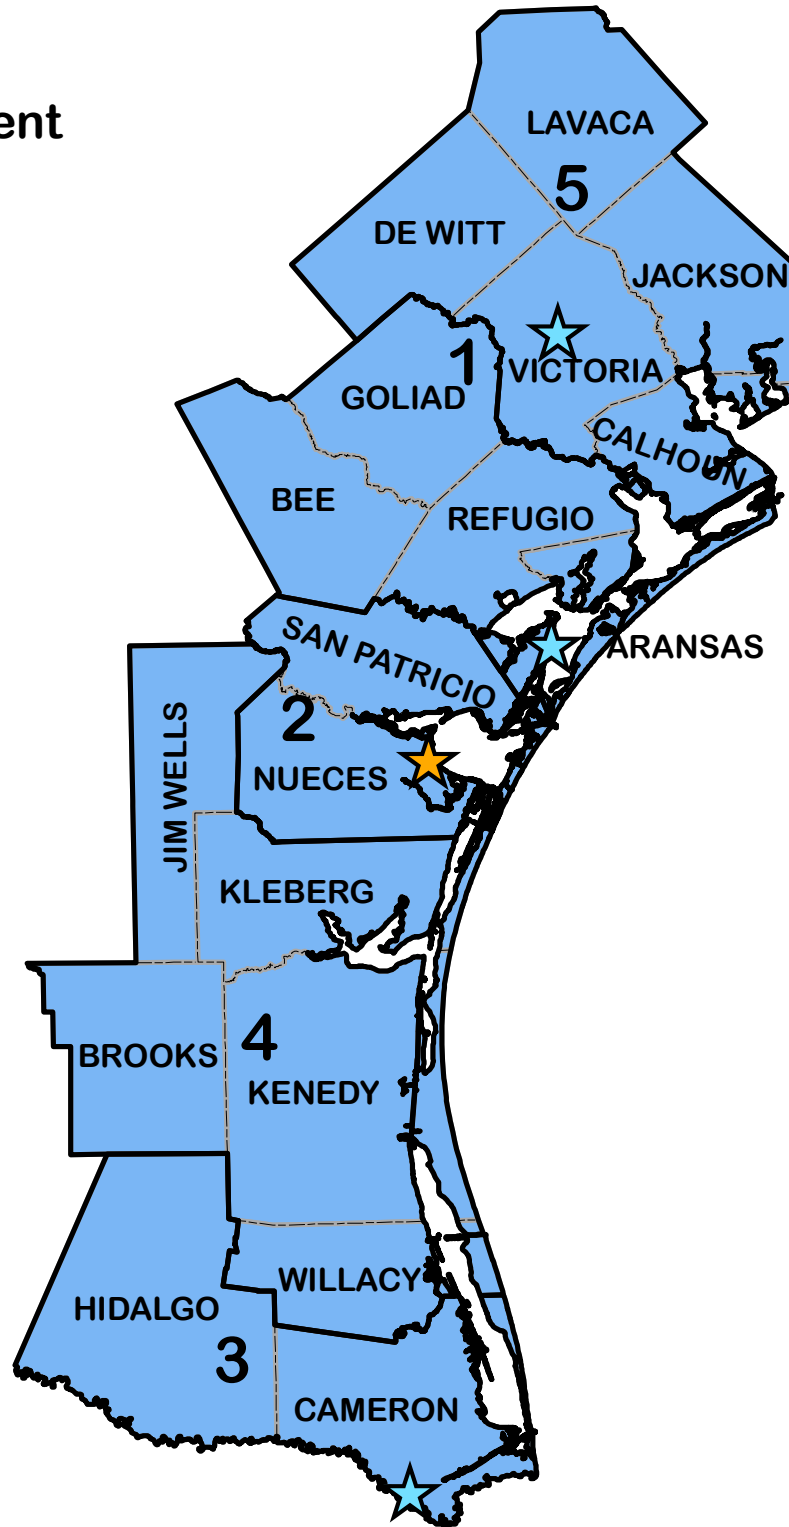 ent
LAVACA
5
DE WITT
JACKSON
1
VICTORIA
GOLIAD
CALHOUN
BEE
REFUGIO
SAN PATRICIO
ARANSAS
2
JIM WELLS
NUECES
KLEBERG
4
BROOKS
KENEDY
WILLACY
HIDALGO
3
CAMERON